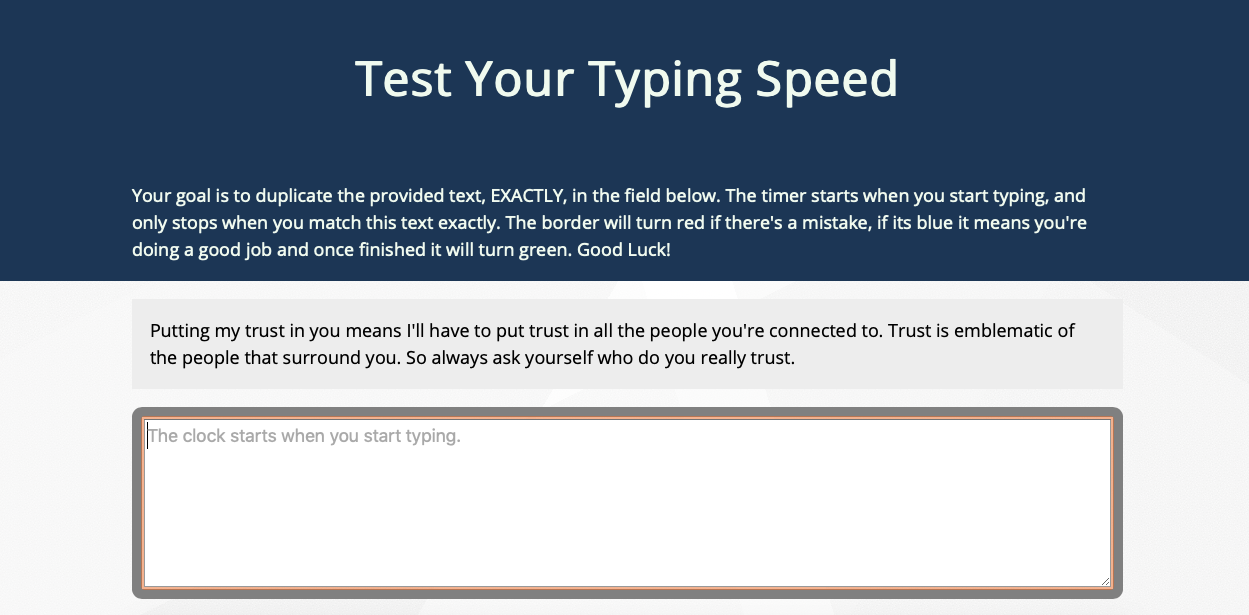 Test Your Typing Speed
Your goal is to duplicate the provided text, EXACTLY, in the field below. The timer starts when you start typing, and
only stops when you match this text exactly. The border will turn red if there's a mistake, if its blue it means you're
doing a good job and once finished it will turn green. Good Luck!
Putting my trust in you means I'll have to put trust in all the people you're connected to. Trust is emblematic of
the people that surround you. So always ask yourself who do you really trust.
The clock starts when you start typing.